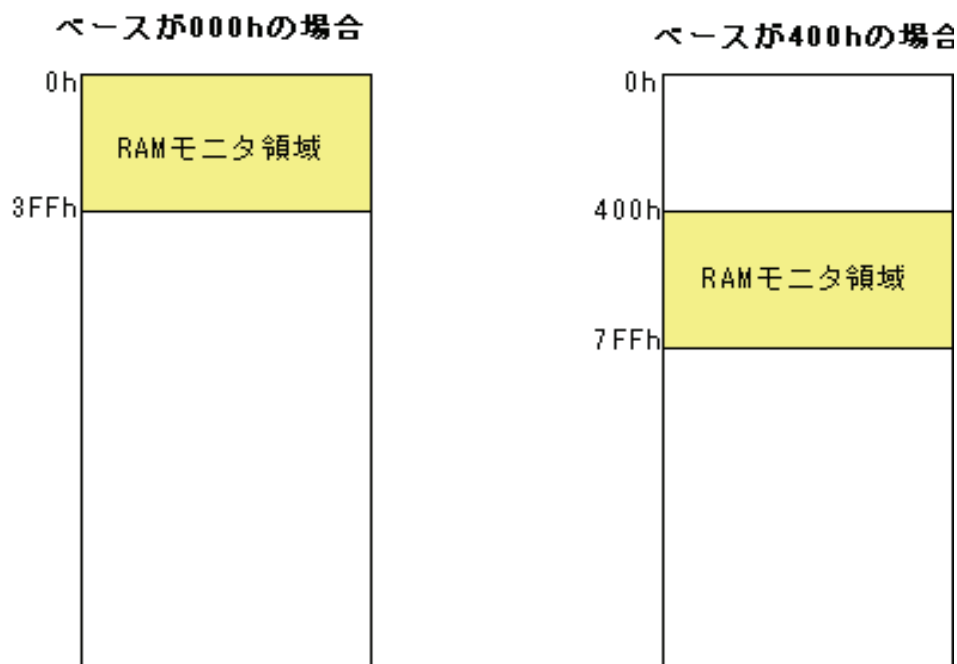 ベースが000hの場合
0h
RAMモニタ領域
3FFh
ベースが400hの場合
0h
400h
RAMモニタ領域
7FFh